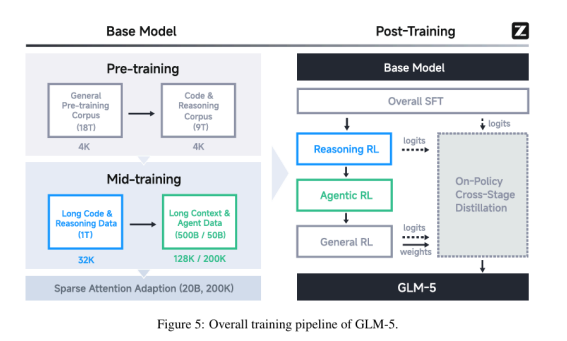 Base Model
Post-Training
Z
Pre-training
General
Pre-training
Corpus
(18T)
4K
Code &
Reasoning
Corpus
(9T)
4K
Mid-training
Long Code &
Reasoning Data
(1T)
32K
Long Context &
Agent Data
(500B / 50B)
128K / 200K
Sparse Attention Adaption (20B, 200K)
Base Model
Overall SFT
logits
Reasoning RL
logits
Agentic RL
General RL
logits
weights
On-Policy
Cross-Stage
Distillation
GLM-5
Figure 5: Overall training pipeline of GLM-5.